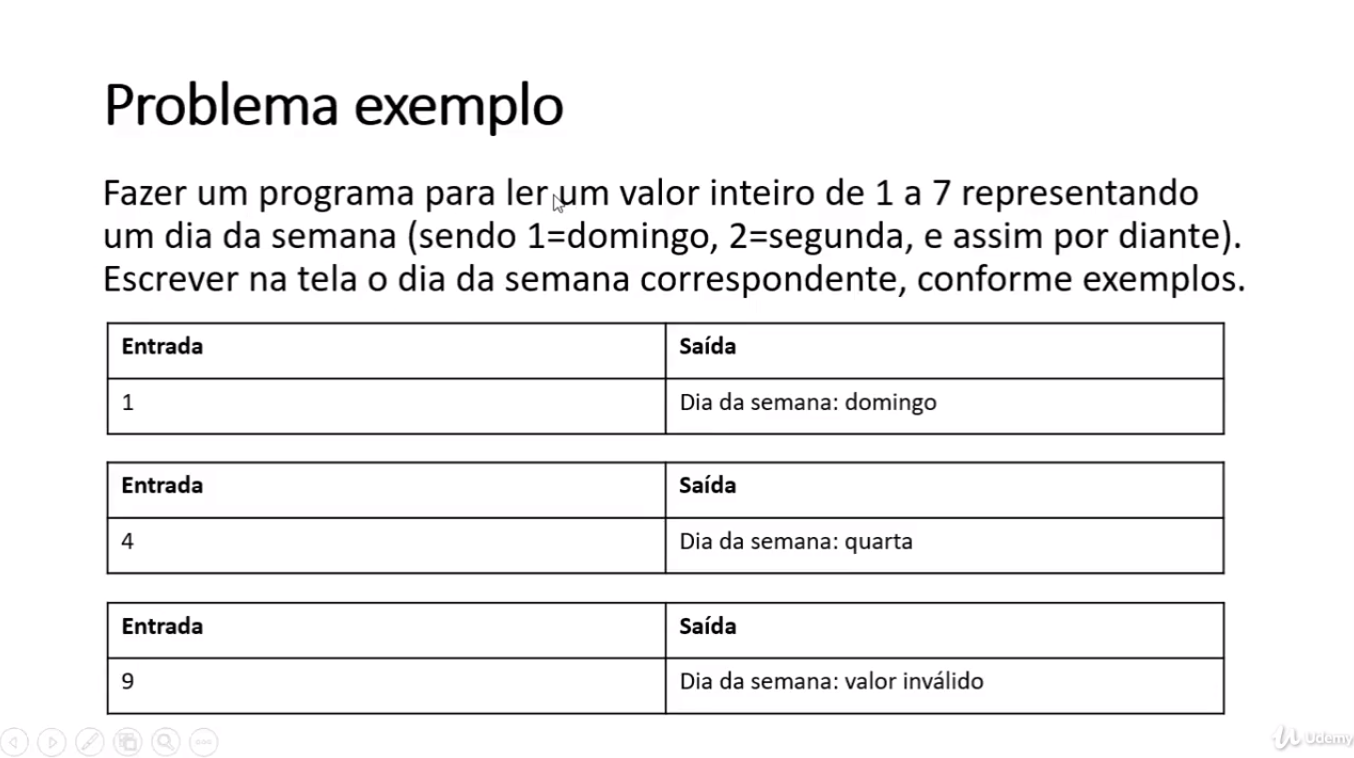 Problema exemplo
Fazer um programa para ler um valor inteiro de 1 a 7 representando
um dia da semana (sendo 1=domingo, 2=segunda, e assim por diante).
Escrever na tela o dia da semana correspondente, conforme exemplos.
Entrada Saída
1 Dia da semana: domingo
Entrada Saída
4 Dia da semana: quarta
Entrada Saída
9 Dia da semana: valor inválido
Udemy